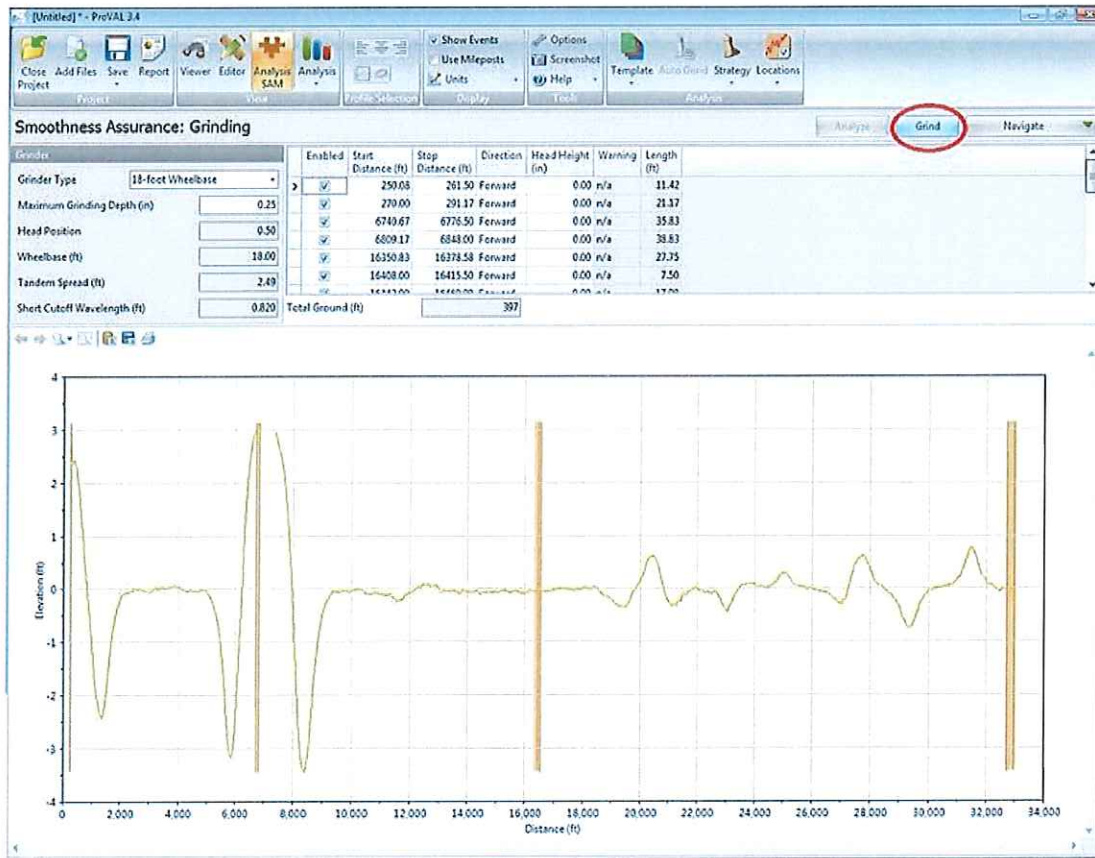 [Untitled] * - ProVAL 3.4
Close Project
Add Files
Save
Report
Viewer
Editor
Analysis SAM
Analysis
Show Events
Use Mileposts
Units
Options
Screenshot
Help
Template
Auto Grind
Strategy
Locations
Project
View
Profile Selection
Display
Tools
Analysis
Smoothness Assurance: Grinding
Analyze
Grind
Navigate
Grinder
Grinder Type 18-foot Wheelbase
Maximum Grinding Depth (in) 0.25
Head Position 0.50
Wheelbase (ft) 18.00
Tandem Spread (ft) 2.49
Short Cutoff Wavelength (ft) 0.820
Enabled Start Distance (ft) Stop Distance (ft) Direction Head Height (in) Warning Length (ft)
250.08 261.50 Forward 0.00 n/a 11.42
270.00 291.17 Forward 0.00 n/a 21.17
6740.67 6776.50 Forward 0.00 n/a 35.83
6809.17 6848.00 Forward 0.00 n/a 38.83
16350.83 16378.58 Forward 0.00 n/a 27.75
16408.00 16415.50 Forward 0.00 n/a 7.50
Total Ground (ft) 397
4
3
2
1
0
-1
-2
-3
-4
Elevation (ft)
0 2,000 4,000 6,000 8,000 10,000 12,000 14,000 16,000 18,000 20,000 22,000 24,000 26,000 28,000 30,000 32,000 34,000
Distance (ft)